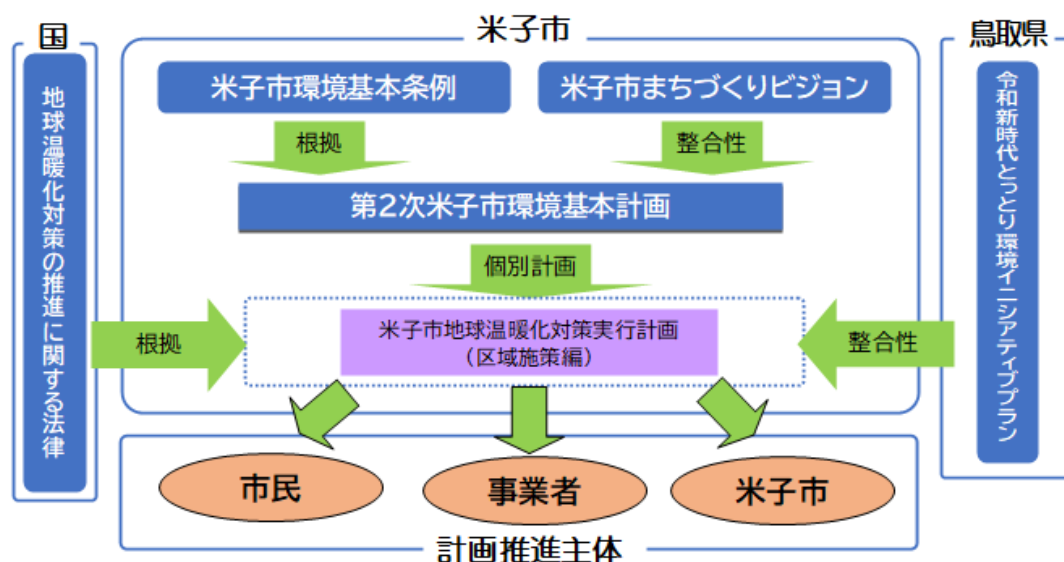 国
地球温暖化対策の推進に関する法律
米子市
米子市環境基本条例
米子市まちづくりビジョン
根拠
整合性
第2次米子市環境基本計画
個別計画
米子市地球温暖化対策実行計画
（区域施策編）
根拠
整合性
鳥取県
令和新時代とっとり環境イニシアティブプラン
市民
事業者
米子市
計画推進主体